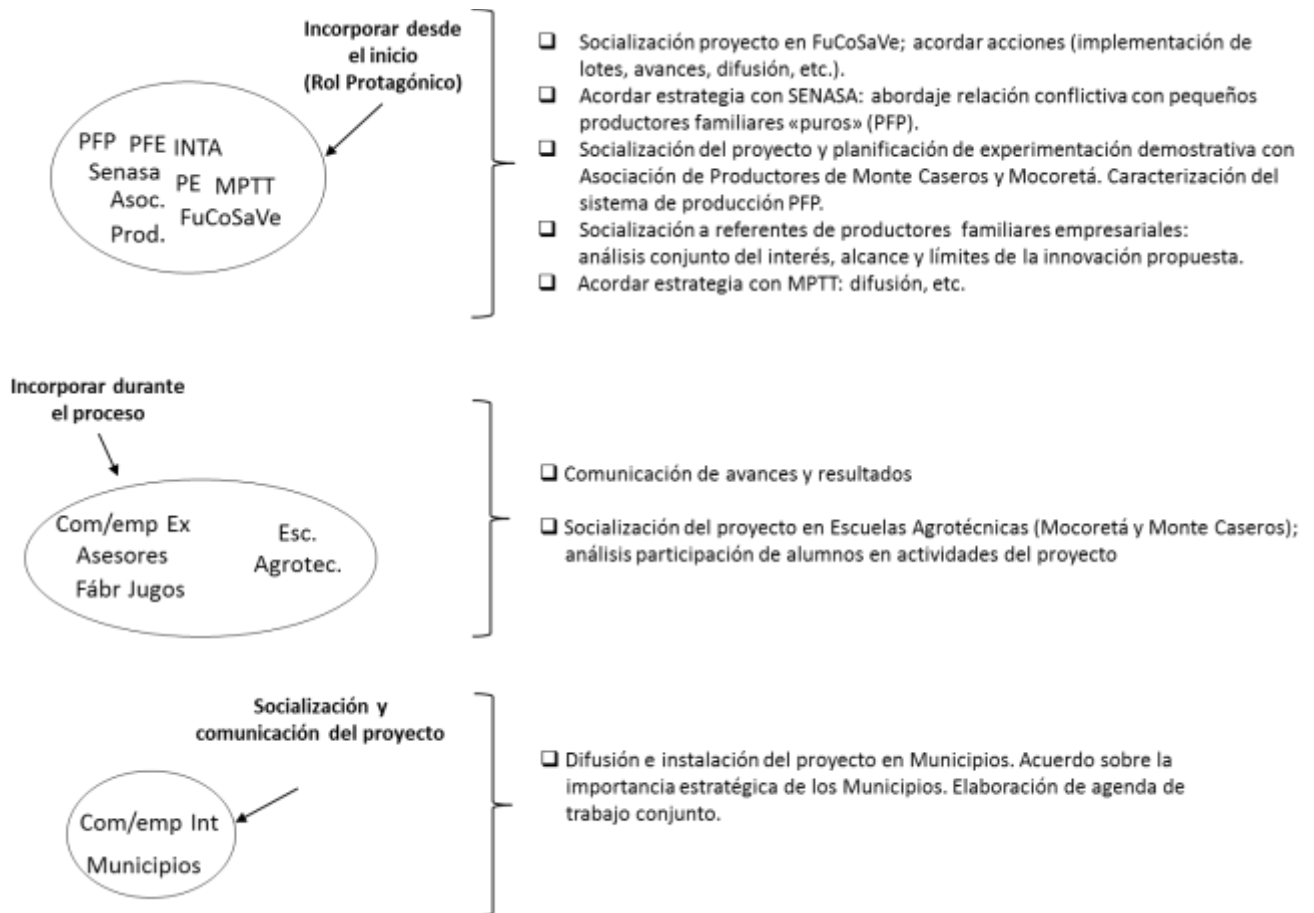 Incorporar desde
el inicio
(Rol Protagónico)
PFP PFE INTA
Senasa PE MPTT
Asoc. FuCoSaVe
Prod.
❑ Socialización proyecto en FuCoSaVe; acordar acciones (implementación de
lotes, avances, difusión, etc.).
❑ Acordar estrategia con SENASA: abordaje relación conflictiva con pequeños
productores familiares «puros» (PFP).
❑ Socialización del proyecto y planificación de experimentación demostrativa con
Asociación de Productores de Monte Caseros y Mocoretá. Caracterización del
sistema de producción PFP.
❑ Socialización a referentes de productores familiares empresariales:
análisis conjunto del interés, alcance y límites de la innovación propuesta.
❑ Acordar estrategia con MPTT: difusión, etc.
Incorporar durante
el proceso
Com/emp Ex
Asesores
Fábr Jugos
Esc.
Agrotec.
❑ Comunicación de avances y resultados
❑ Socialización del proyecto en Escuelas Agrotécnicas (Mocoretá y Monte Caseros);
análisis participación de alumnos en actividades del proyecto
Socialización y
comunicación del proyecto
Com/emp Int
Municipios
❑ Difusión e instalación del proyecto en Municipios. Acuerdo sobre la
importancia estratégica de los Municipios. Elaboración de agenda de
trabajo conjunto.